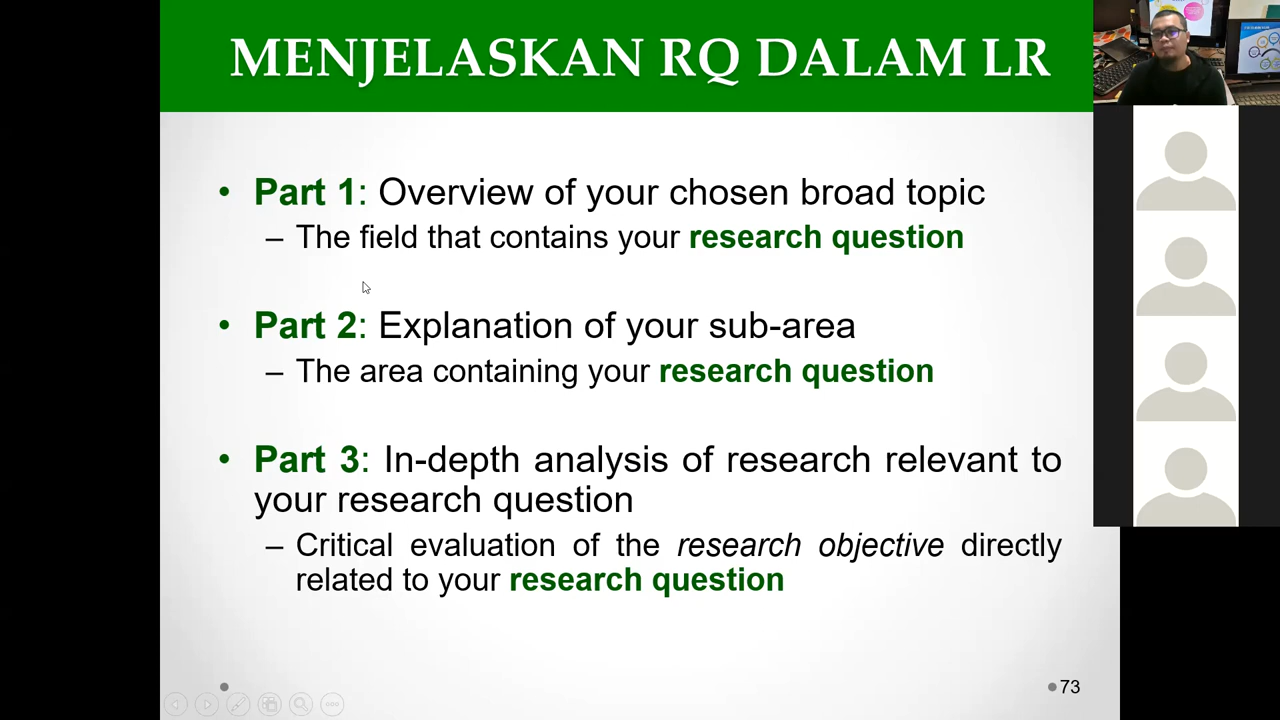 MENJELASKAN RQ DALAM LR
• Part 1: Overview of your chosen broad topic
– The field that contains your research question
• Part 2: Explanation of your sub-area
– The area containing your research question
• Part 3: In-depth analysis of research relevant to
your research question
– Critical evaluation of the research objective directly
related to your research question
73